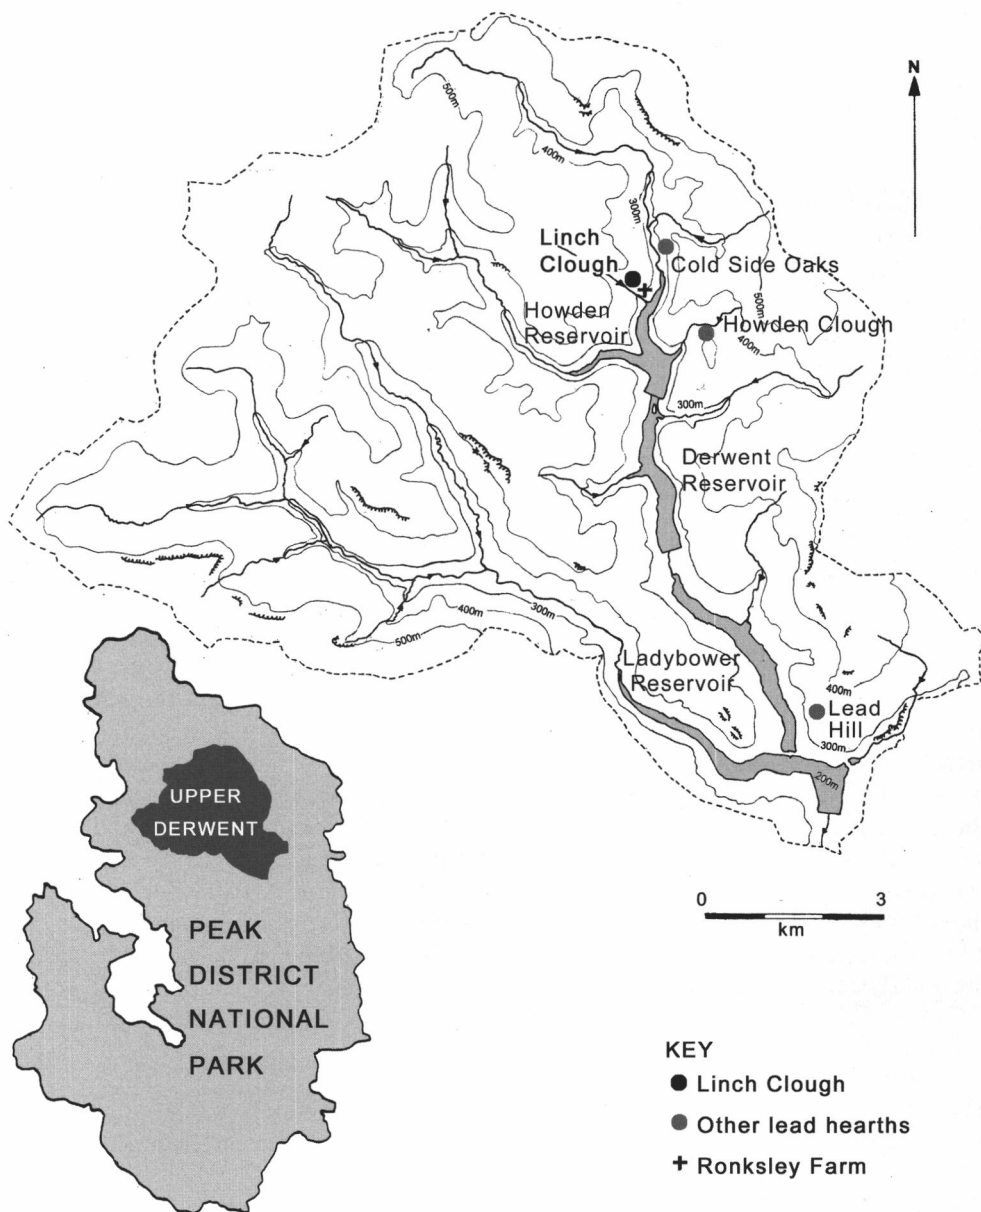 N
500m
400m
300m
Linch
Clough
Cold Side Oaks
500m
Howden
Reservoir
Howden Clough
400m
300m
Derwent
Reservoir
400m
300m
500m
Ladybower
Reservoir
400m
Lead
Hill
300m
200m
UPPER
DERWENT
PEAK
DISTRICT
NATIONAL
PARK
0 3
km
KEY
Linch Clough
Other lead hearths
Ronksley Farm